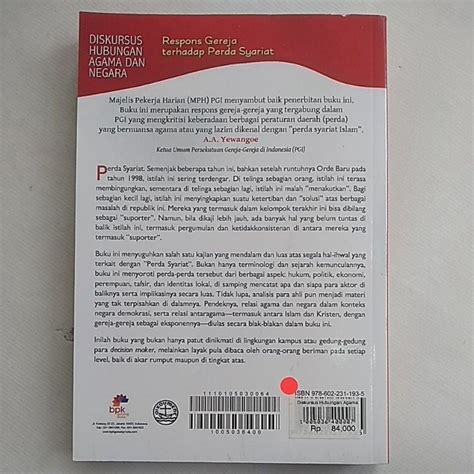 DISKURSUS
HUBUNGAN
AGAMA DAN
NEGARA
Respons Gereja
terhadap Perda Syariat
Majelis Pekerja Harian (MPH) PGI menyambut baik penerbitan buku ini,
Buku ini merupakan respons gereja-gereja yang tergabung dalam
PGI yang mengkritisi keberadaan berbagai peraturan daerah (perda)
yang bernuansa agama atau yang lazim dikenal dengan "perda syariat Islam".
A.A. Yewangoe
Ketua Umum Persekutuan Gereja-Gereja di Indonesia (PGI)
Perda Syariat. Semenjak beberapa tahun ini, bahkan setelah runtuhnya Orde Baru pada
tahun 1998, istilah ini sering terdengar. Di telinga sebagian orang, istilah ini terasa
membingungkan, sementara di telinga sebagian lagi, istilah ini malah "menakutkan". Bagi
sebagian kecil lagi, istilah ini menyingkapkan suatu ketertiban dan "solusi" atas berbagai
masalah di republik ini. Mereka yang termasuk dalam kelompok terakhir ini bisa dibilang
sebagai "suporter". Namun, bila dikaji lebih jauh, ada banyak hal yang belum tuntas di
balik istilah ini, termasuk pergumulan dan ketidakkonsistenan di antara mereka yang
termasuk "suporter".
Buku ini menyuguhkan salah satu kajian yang mendalam dan luas atas segala hal-ihwal yang
terkait dengan "Perda Syariat". Bukan hanya terminologi dan sejarah kemunculannya,
buku ini menyoroti perda-perda tersebut dari berbagai aspek: hukum, politik, ekonomi,
perempuan, tafsir, dan identitas lokal, di samping mencatat apa dan siapa para aktor di
baliknya serta implikasinya secara luas. Tidak lupa, analisis para ahli pun menjadi materi
yang tak terpisahkan di dalamnya. Pendeknya, relasi agama dan negara dalam konteks
negara demokrasi, serta relasi antaragama—termasuk antara Islam dan Kristen, dengan
gereja-gereja sebagai eksponennya—diulas secara blak-blakan dalam buku ini.
Inilah buku yang bukan hanya patut dinikmati di lingkungan kampus atau gedung-gedung
para decision maker, melainkan layak pula dibaca oleh orang-orang beriman pada setiap
level, baik di akar rumput maupun di tingkat atas.
bpk
1110105030064
1005036400
ISBN 978-602-231-193-5
Diskursus Hubungan Agama
Rp. 84,000